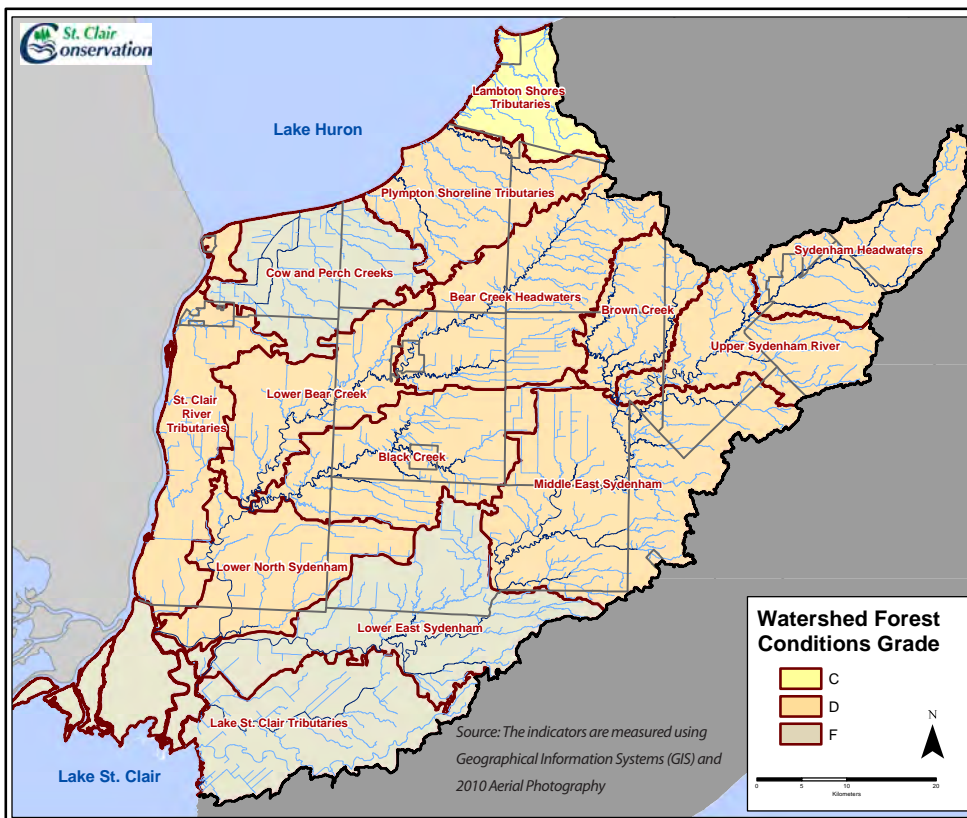 St. Clair
Conservation
Lambton Shores
Tributaries
Lake Huron
Plympton Shoreline Tributaries
Sydenham Headwaters
Cow and Perch Creeks
Bear Creek Headwaters
Brown Creek
Upper Sydenham River
St. Clair
River
Tributaries
Lower Bear Creek
Black Creek
Middle East Sydenham
Lower North Sydenham
Lower East Sydenham
Lake St. Clair Tributaries
Lake St. Clair
Source: The indicators are measured using
Geographical Information Systems (GIS) and
2010 Aerial Photography
Watershed Forest
Conditions Grade
C
D
F
N
0 5 10 20
Kilometers